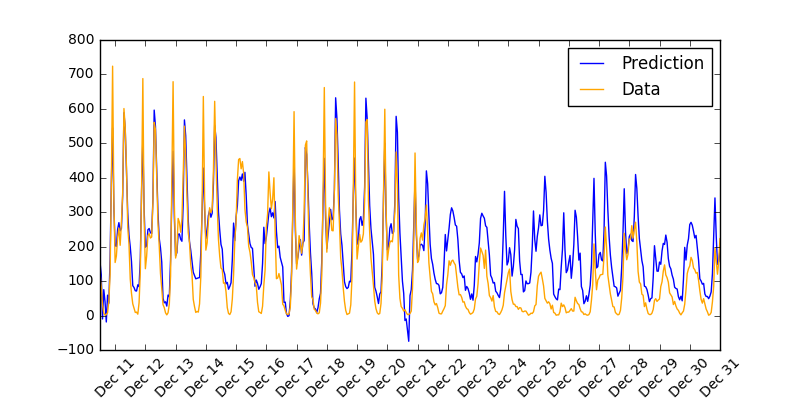 800
700
600
500
400
300
200
100
0
−100
Prediction
Data
Dec 11
Dec 12
Dec 13
Dec 14
Dec 15
Dec 16
Dec 17
Dec 18
Dec 19
Dec 20
Dec 21
Dec 22
Dec 23
Dec 24
Dec 25
Dec 26
Dec 27
Dec 28
Dec 29
Dec 30
Dec 31